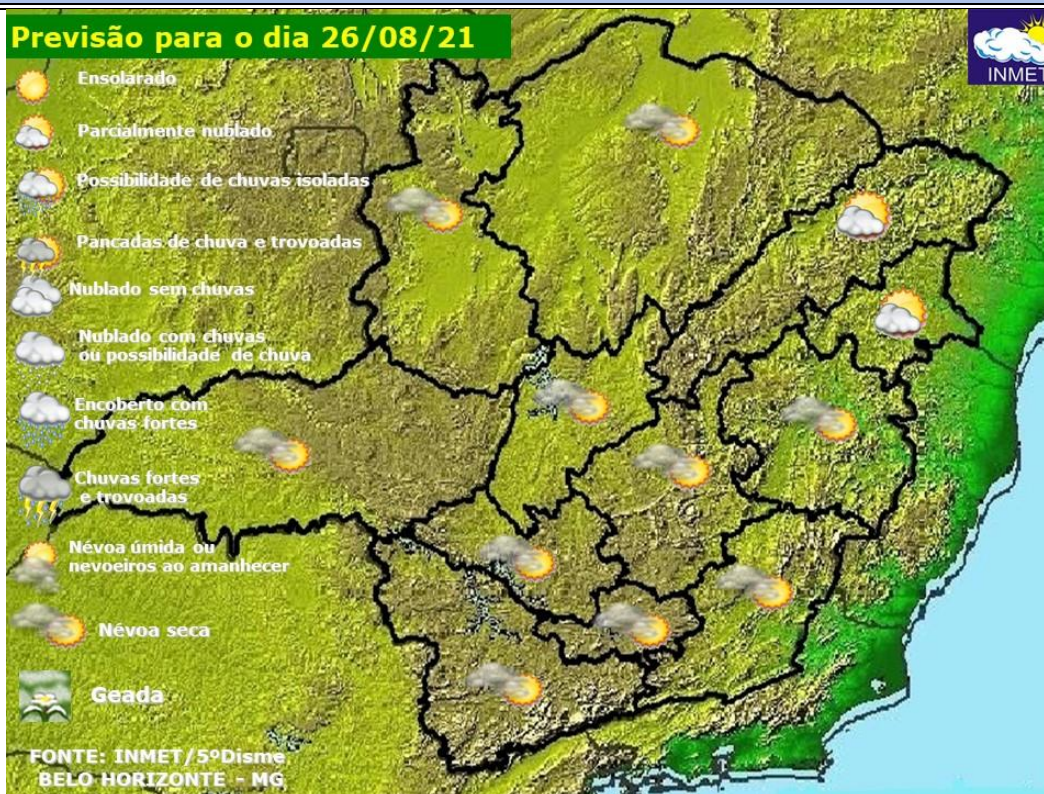 Previsão para o dia 26/08/21
INMET
Ensolarado
Parcialmente nublado
Possibilidade de chuvas isoladas
Pancadas de chuva e trovoadas
Nublado sem chuvas
Nublado com chuvas
ou possibilidade de chuva
Encoberto com
chuvas fortes
Chuvas fortes
e trovoadas
Névoa úmida ou
nevoeiros ao amanhecer
Névoa seca
Geada
FONTE: INMET/5ºDisme
BELO HORIZONTE - MG